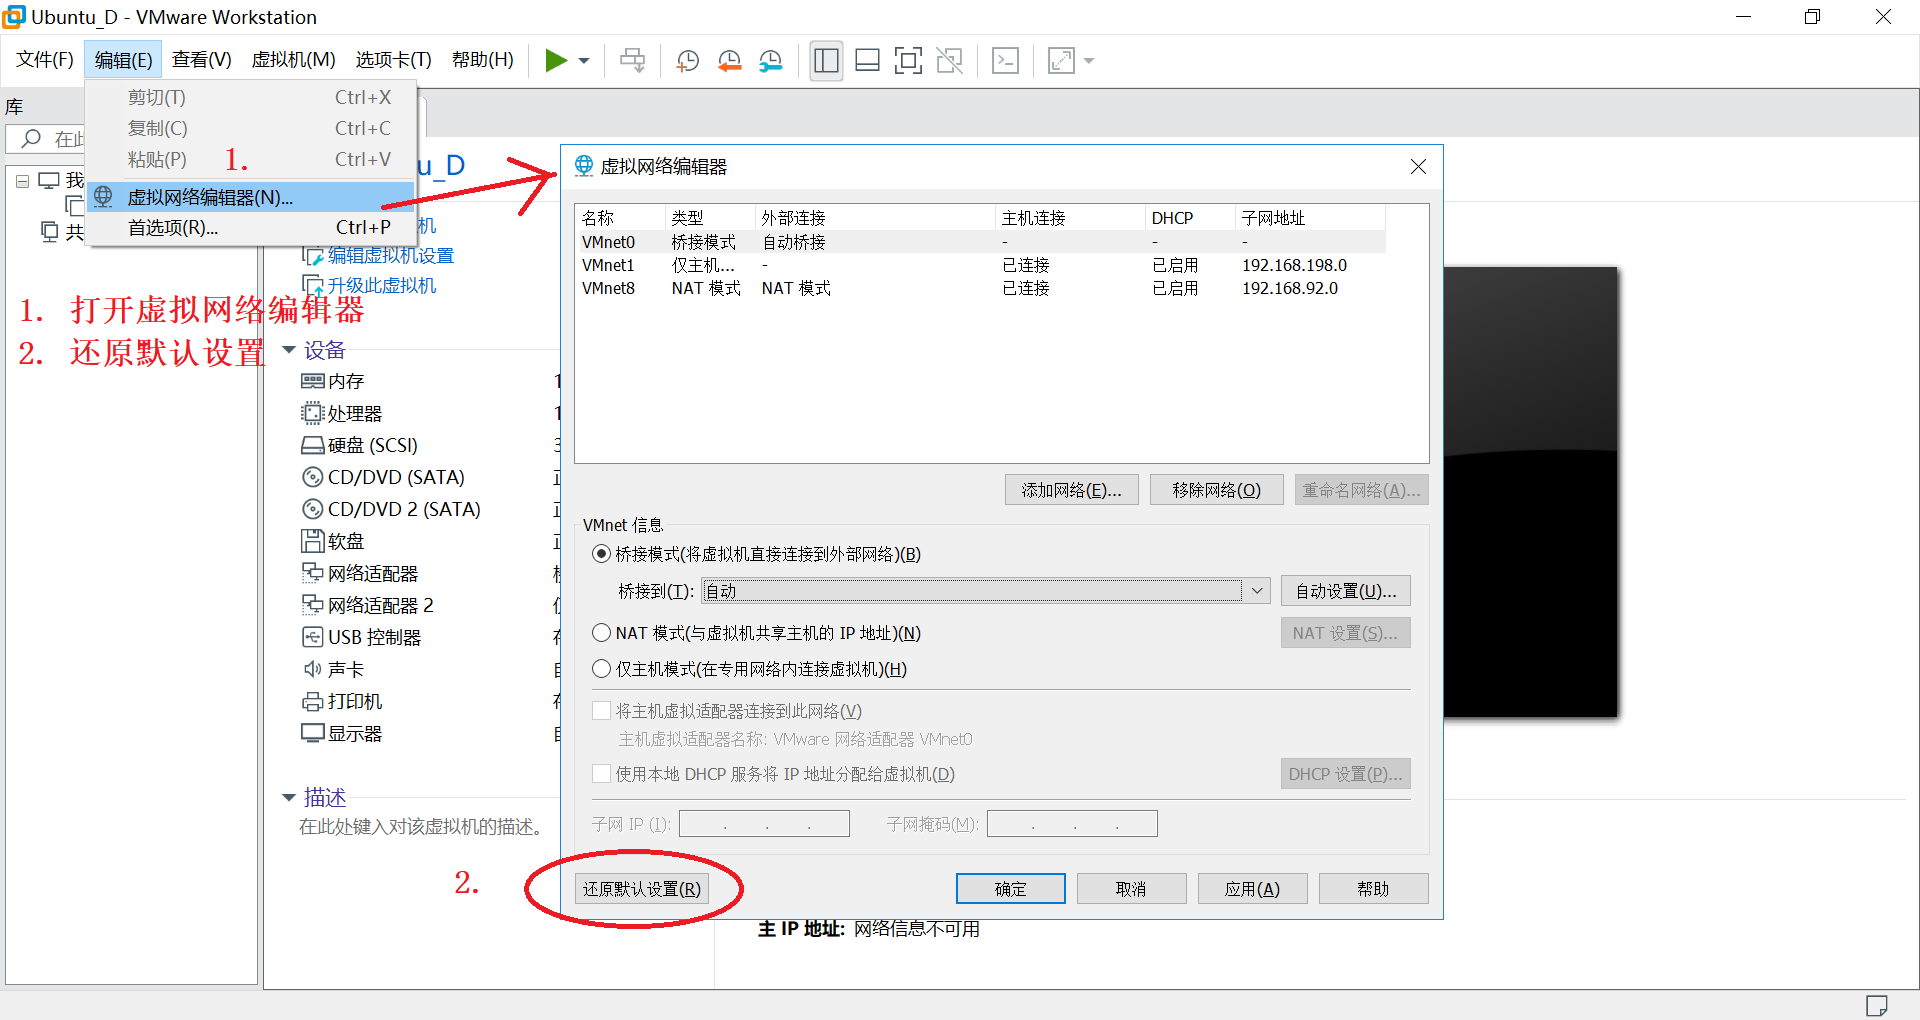 Ubuntu_D - VMware Workstation
文件(F) 编辑(E) 查看(V) 虚拟机(M) 选项卡(T) 帮助(H)
库
剪切(T) Ctrl+X
复制(C) Ctrl+C
粘贴(P) Ctrl+V
虚拟网络编辑器(N)...
首选项(R)... Ctrl+P
在此
我
共
1.
u_D
机
编辑虚拟机设置
升级此虚拟机
1. 打开虚拟网络编辑器
2. 还原默认设置
设备
内存 1
处理器 1
硬盘 (SCSI) 3
CD/DVD (SATA) 正
CD/DVD 2 (SATA) 正
软盘 正
网络适配器
网络适配器 2 仅
USB 控制器 存
声卡 自
打印机 存
显示器 自
描述
在此处键入对该虚拟机的描述。
2.
虚拟网络编辑器
名称 类型 外部连接 主机连接 DHCP 子网地址
VMnet0 桥接模式 自动桥接 - - -
VMnet1 仅主机... - 已连接 已启用 192.168.198.0
VMnet8 NAT 模式 NAT 模式 已连接 已启用 192.168.92.0
添加网络(E)... 移除网络(O) 重命名网络(A)...
VMnet 信息
桥接模式(将虚拟机直接连接到外部网络)(B)
桥接到(T): 自动 自动设置(U)...
NAT 模式(与虚拟机共享主机的 IP 地址)(N) NAT 设置(S)...
仅主机模式(在专用网络内连接虚拟机)(H)
将主机虚拟适配器连接到此网络(V)
主机虚拟适配器名称: VMware 网络适配器 VMnet0
使用本地 DHCP 服务将 IP 地址分配给虚拟机(D) DHCP 设置(P)...
子网 IP (I): . . . 子网掩码(M): . . .
还原默认设置(R) 确定 取消 应用(A) 帮助
主 IP 地址: 网络信息不可用